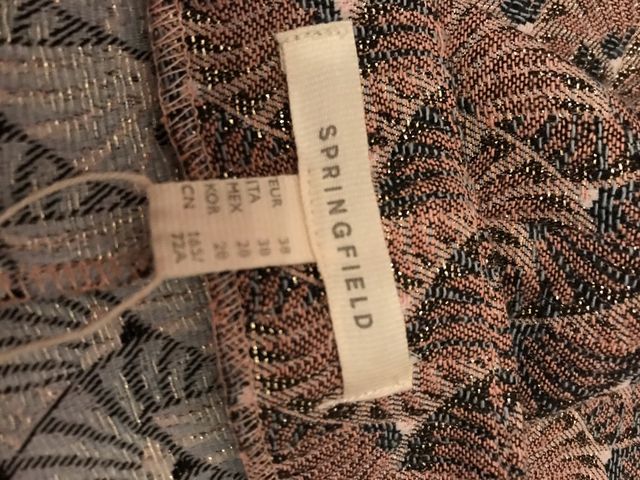 SPRINGFIELD
EUR 38
ITA 38
MEX 28
KOR 28
CN 165/
72A